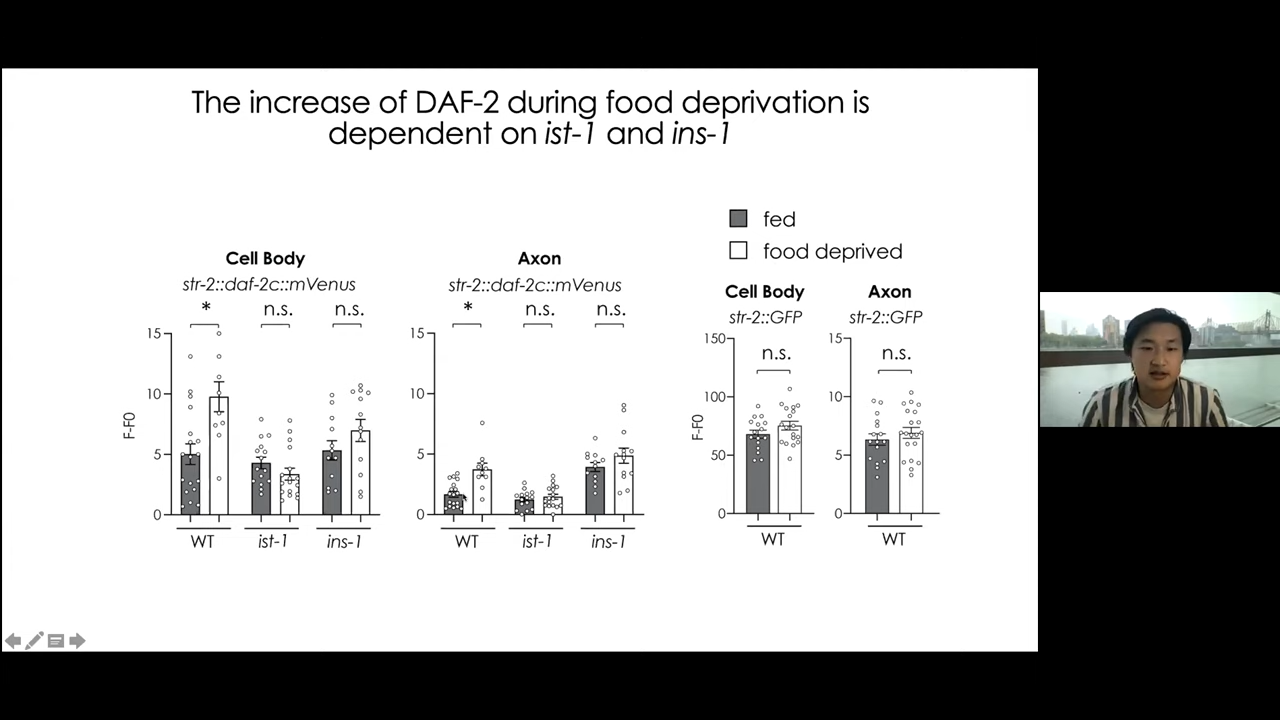 The increase of DAF-2 during food deprivation is
dependent on ist-1 and ins-1
fed
food deprived
Cell Body
str-2::daf-2c::mVenus
* n.s. n.s.
15
10
5
0
F-F0
WT ist-1 ins-1
Axon
str-2::daf-2c::mVenus
* n.s. n.s.
15
10
5
0
WT ist-1 ins-1
Cell Body
str-2::GFP
n.s.
150
100
50
0
F-F0
WT
Axon
str-2::GFP
n.s.
15
10
5
0
WT